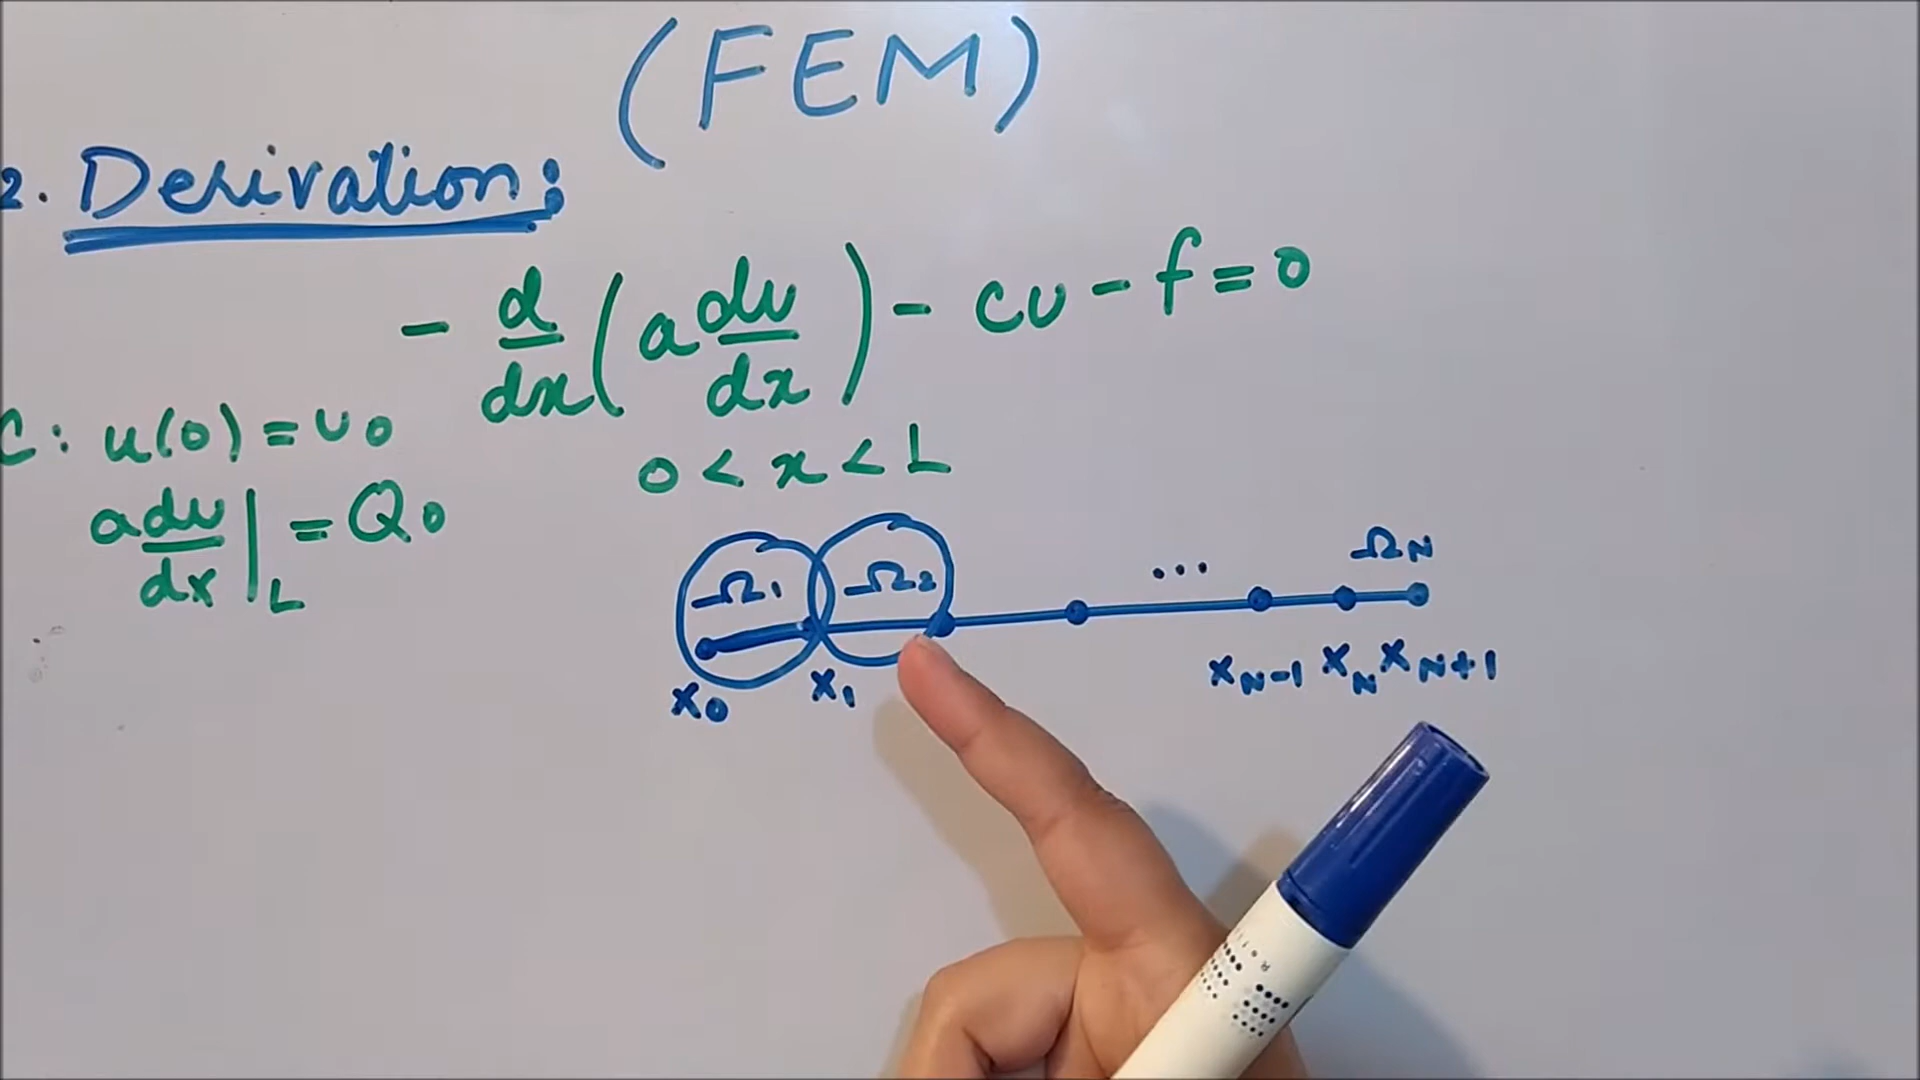 (FEM)
2. Derivation:
- d/dx (a du/dx) - cu - f = 0
C: u(0) = u0
0 < x < L
a du/dx |L = Q0
Ω1 Ω2 ... ΩN
x0 x1 xN-1 xN xN+1